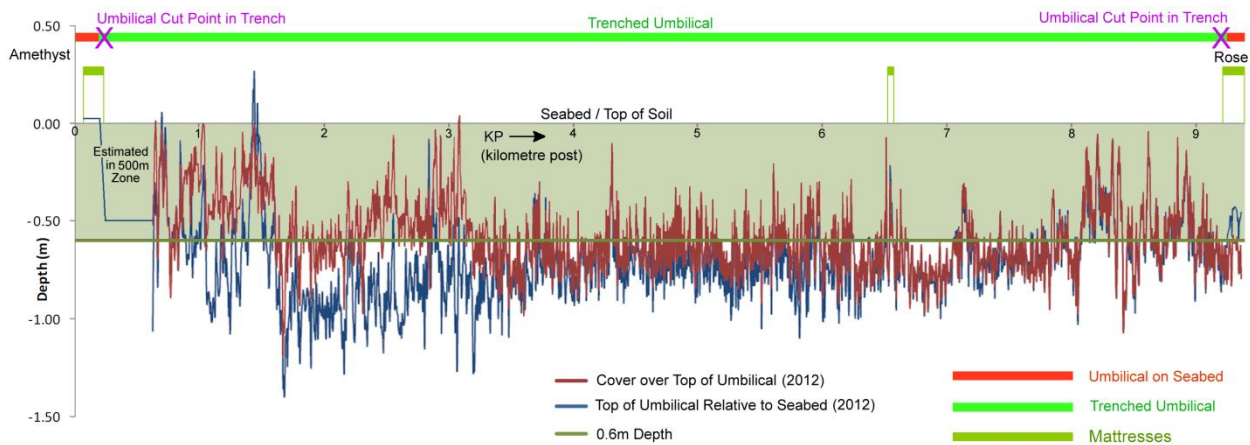 Umbilical Cut Point in Trench
Trenched Umbilical
Umbilical Cut Point in Trench
0.50
Amethyst
Rose
Seabed / Top of Soil
0.00
0 1 2 3 4 5 6 7 8 9
KP
(kilometre post)
Estimated
in 500m
Zone
-0.50
Depth (m)
-1.00
-1.50
Cover over Top of Umbilical (2012)
Top of Umbilical Relative to Seabed (2012)
0.6m Depth
Umbilical on Seabed
Trenched Umbilical
Mattresses